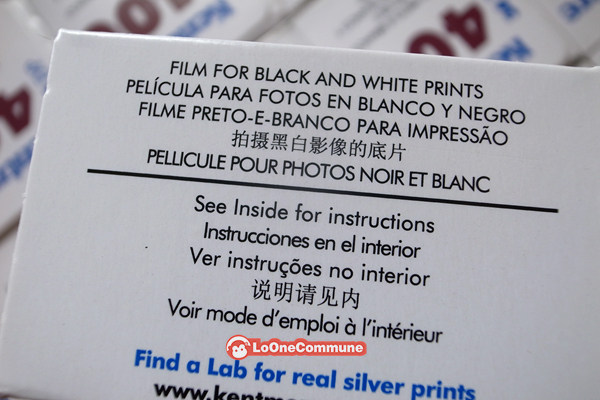 FILM FOR BLACK AND WHITE PRINTS
PELÍCULA PARA FOTOS EN BLANCO Y NEGRO
FILME PRETO-E-BRANCO PARA IMPRESSÃO
拍摄黑白影像的底片
PELLICULE POUR PHOTOS NOIR ET BLANC
See Inside for instructions
Instrucciones en el interior
Ver instruções no interior
说明请见内
Voir mode d'emploi à l'intérieur
LoOneCommune
Find a Lab for real silver prints